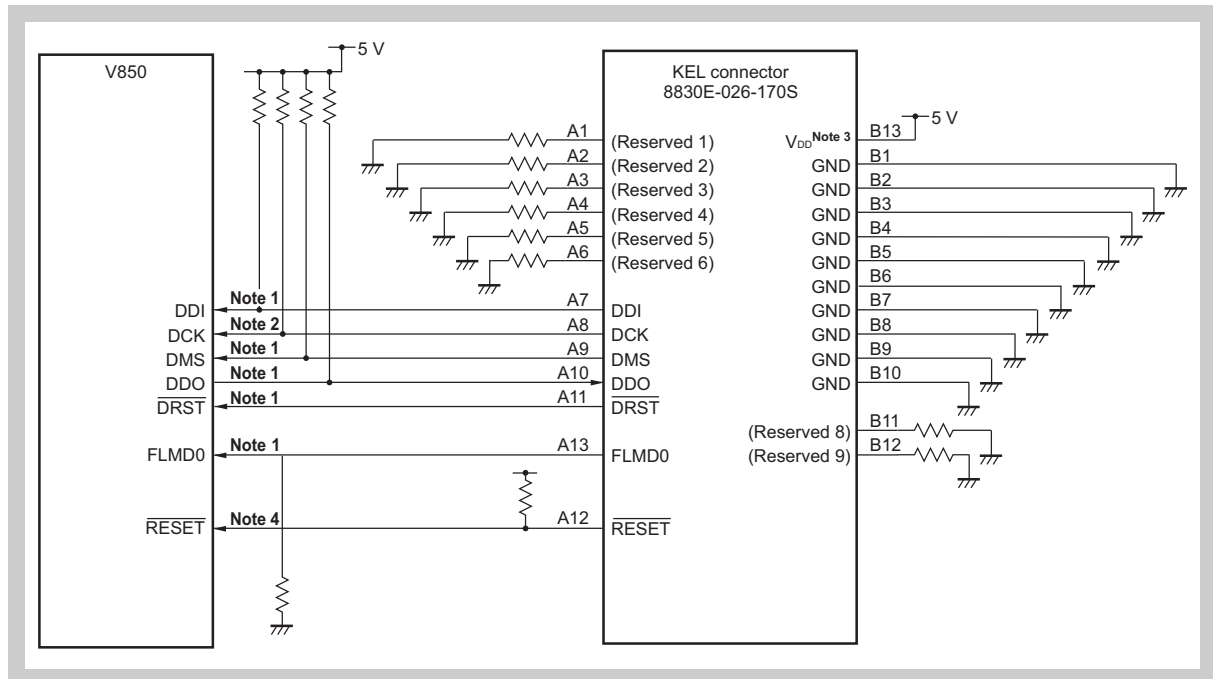 5 V
V850
KEL connector
8830E-026-170S
A1 (Reserved 1)
A2 (Reserved 2)
A3 (Reserved 3)
A4 (Reserved 4)
A5 (Reserved 5)
A6 (Reserved 6)
VDD Note 3 B13 5 V
GND B1
GND B2
GND B3
GND B4
GND B5
GND B6
GND B7
GND B8
GND B9
GND B10
(Reserved 8) B11
(Reserved 9) B12
DDI Note 1 A7 DDI
DCK Note 2 A8 DCK
DMS Note 1 A9 DMS
DDO Note 1 A10 DDO
DRST Note 1 A11 DRST
FLMD0 Note 1 A13 FLMD0
RESET Note 4 A12 RESET